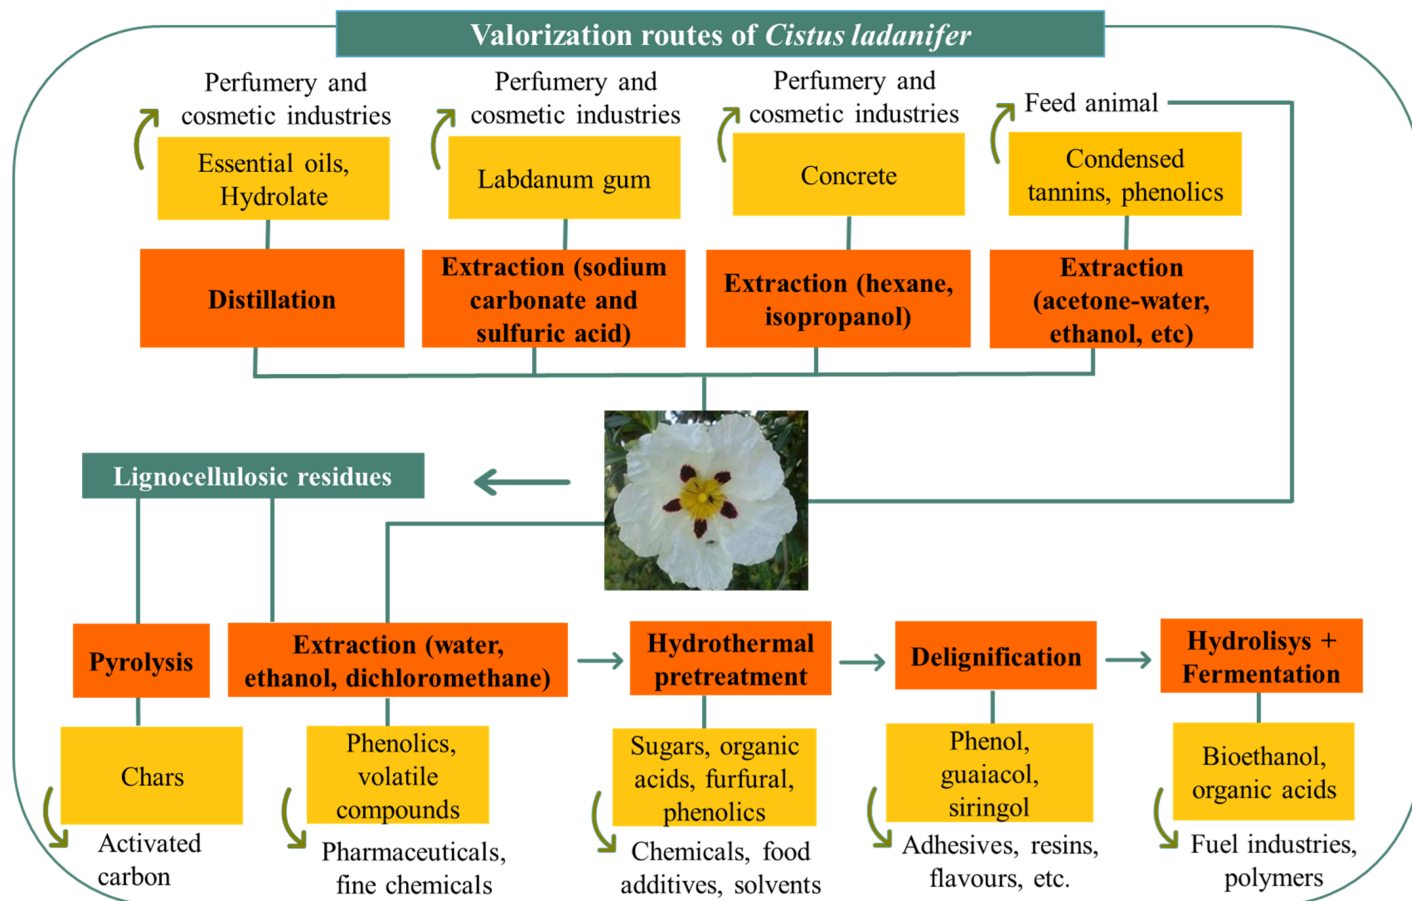 Valorization routes of Cistus ladanifer
Perfumery and
cosmetic industries
Perfumery and
cosmetic industries
Perfumery and
cosmetic industries
Feed animal
Essential oils,
Hydrolate
Labdanum gum
Concrete
Condensed
tannins, phenolics
Distillation
Extraction (sodium
carbonate and
sulfuric acid)
Extraction (hexane,
isopropanol)
Extraction
(acetone-water,
ethanol, etc)
Lignocellulosic residues
Pyrolysis
Extraction (water,
ethanol, dichloromethane)
Hydrothermal
pretreatment
Delignification
Hydrolisys +
Fermentation
Chars
Phenolics,
volatile
compounds
Sugars, organic
acids, furfural,
phenolics
Phenol,
guaiacol,
siringol
Bioethanol,
organic acids
Activated
carbon
Pharmaceuticals,
fine chemicals
Chemicals, food
additives, solvents
Adhesives, resins,
flavours, etc.
Fuel industries,
polymers